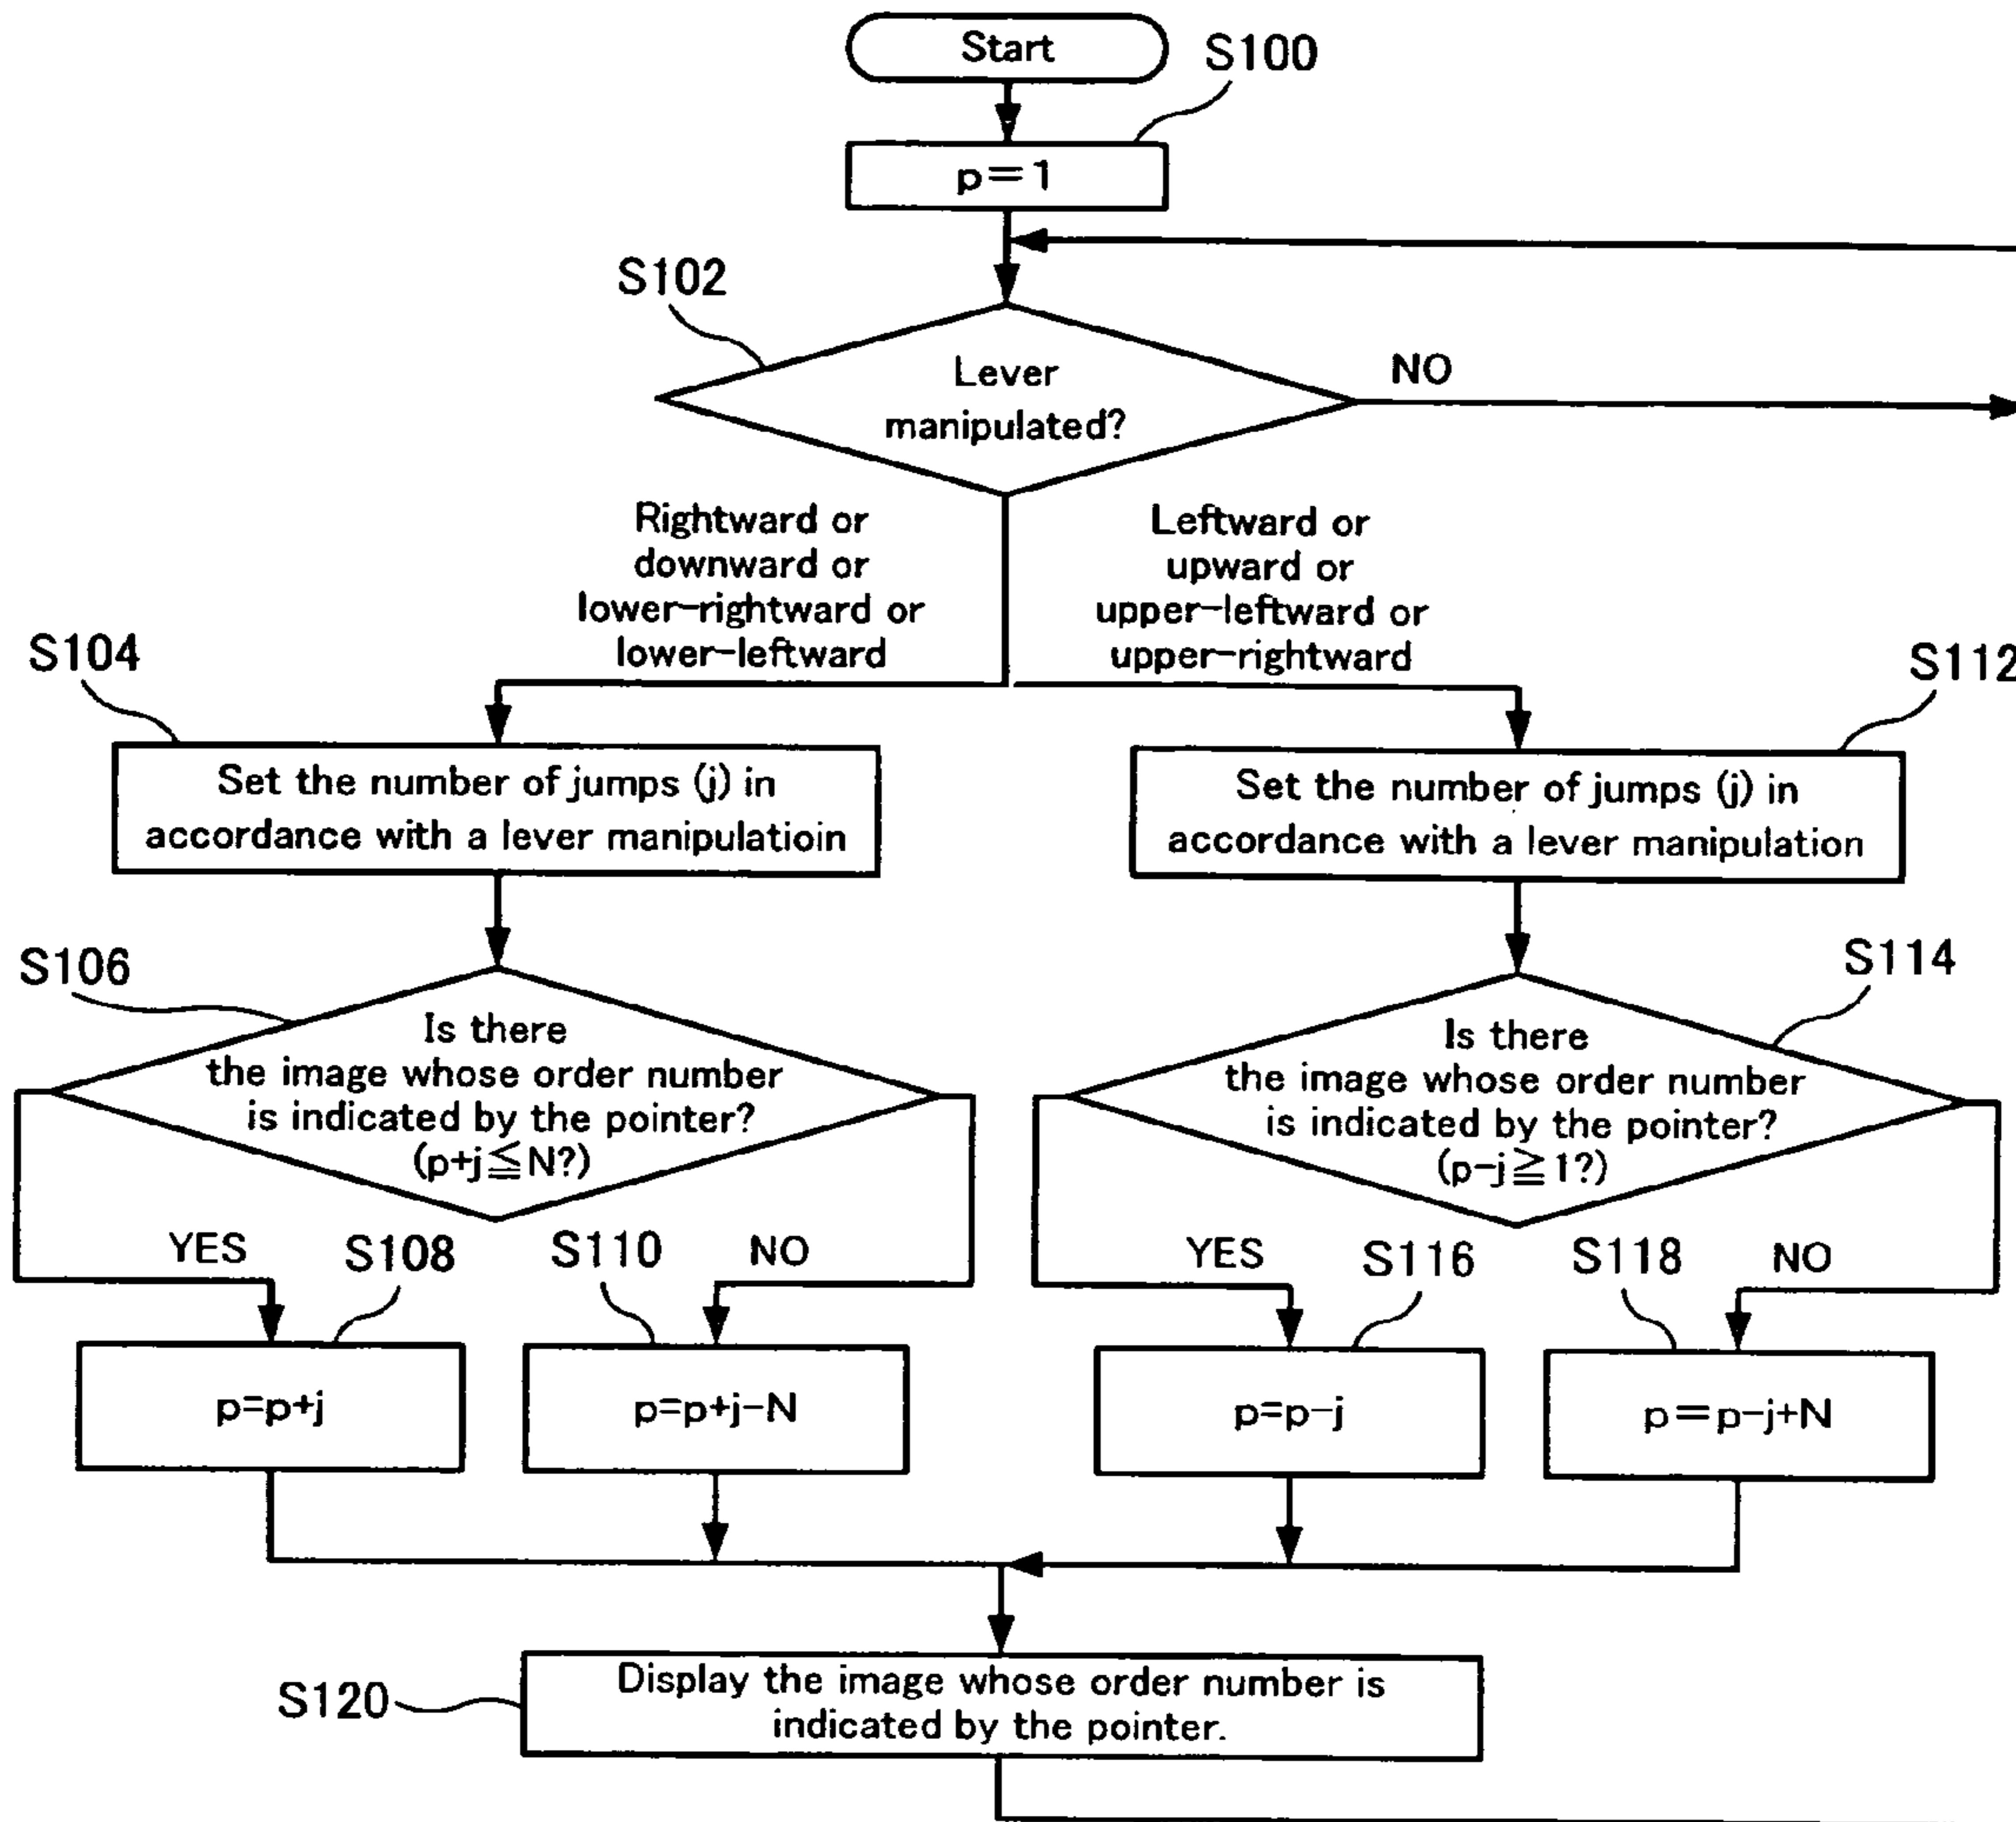 Start
S100
p=1
S102
Lever
manipulated?
NO
Rightward or
downward or
lower-rightward or
lower-leftward
Leftward or
upward or
upper-leftward or
upper-rightward
S104
S112
Set the number of jumps (j) in
accordance with a lever manipulatioin
Set the number of jumps (j) in
accordance with a lever manipulation
S106
S114
Is there
the image whose order number
is indicated by the pointer?
(p+j≦N?)
Is there
the image whose order number
is indicated by the pointer?
(p-j≧1?)
YES
S108
S110
NO
YES
S116
S118
NO
p=p+j
p=p+j-N
p=p-j
p=p-j+N
S120
Display the image whose order number is
indicated by the pointer.